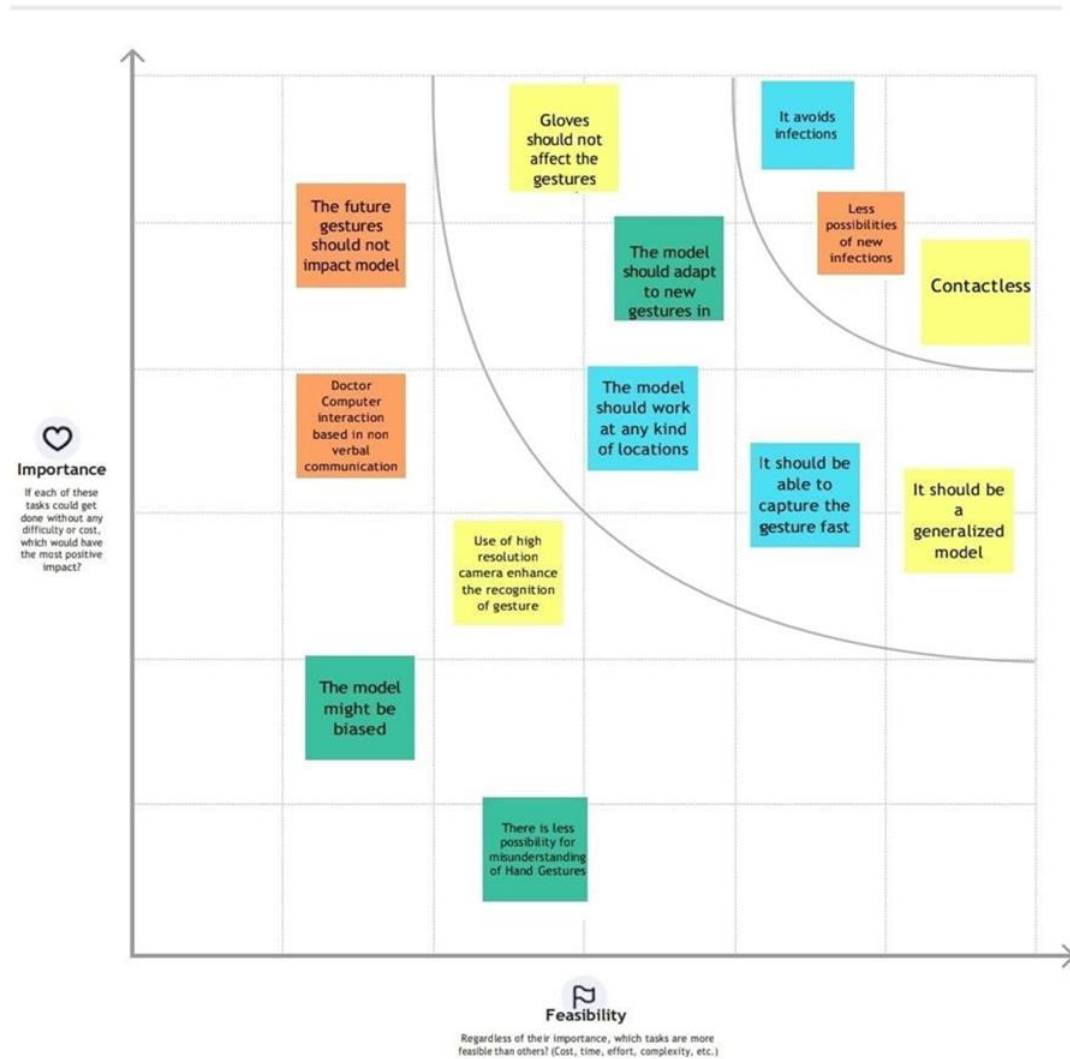 Gloves
should not
affect the
gestures
It avoids
infections
The future
gestures
should not
impact model
Less
possibilities
of new
infections
The model
should adapt
to new
gestures in
Contactless
Doctor
Computer
interaction
based in non
verbal
communication
The model
should work
at any kind
of locations
It should be
able to
capture the
gesture fast
It should be
a
generalized
model
Use of high
resolution
camera enhance
the recognition
of gesture
Importance
If each of these
tasks could get
done without any
difficulty or cost,
which would have
the most positive
impact?
The model
might be
biased
There is less
possibility for
misunderstanding
of Hand Gestures
Feasibility
Regardless of their importance, which tasks are more
feasible than others? (Cost, time, effort, complexity, etc.)